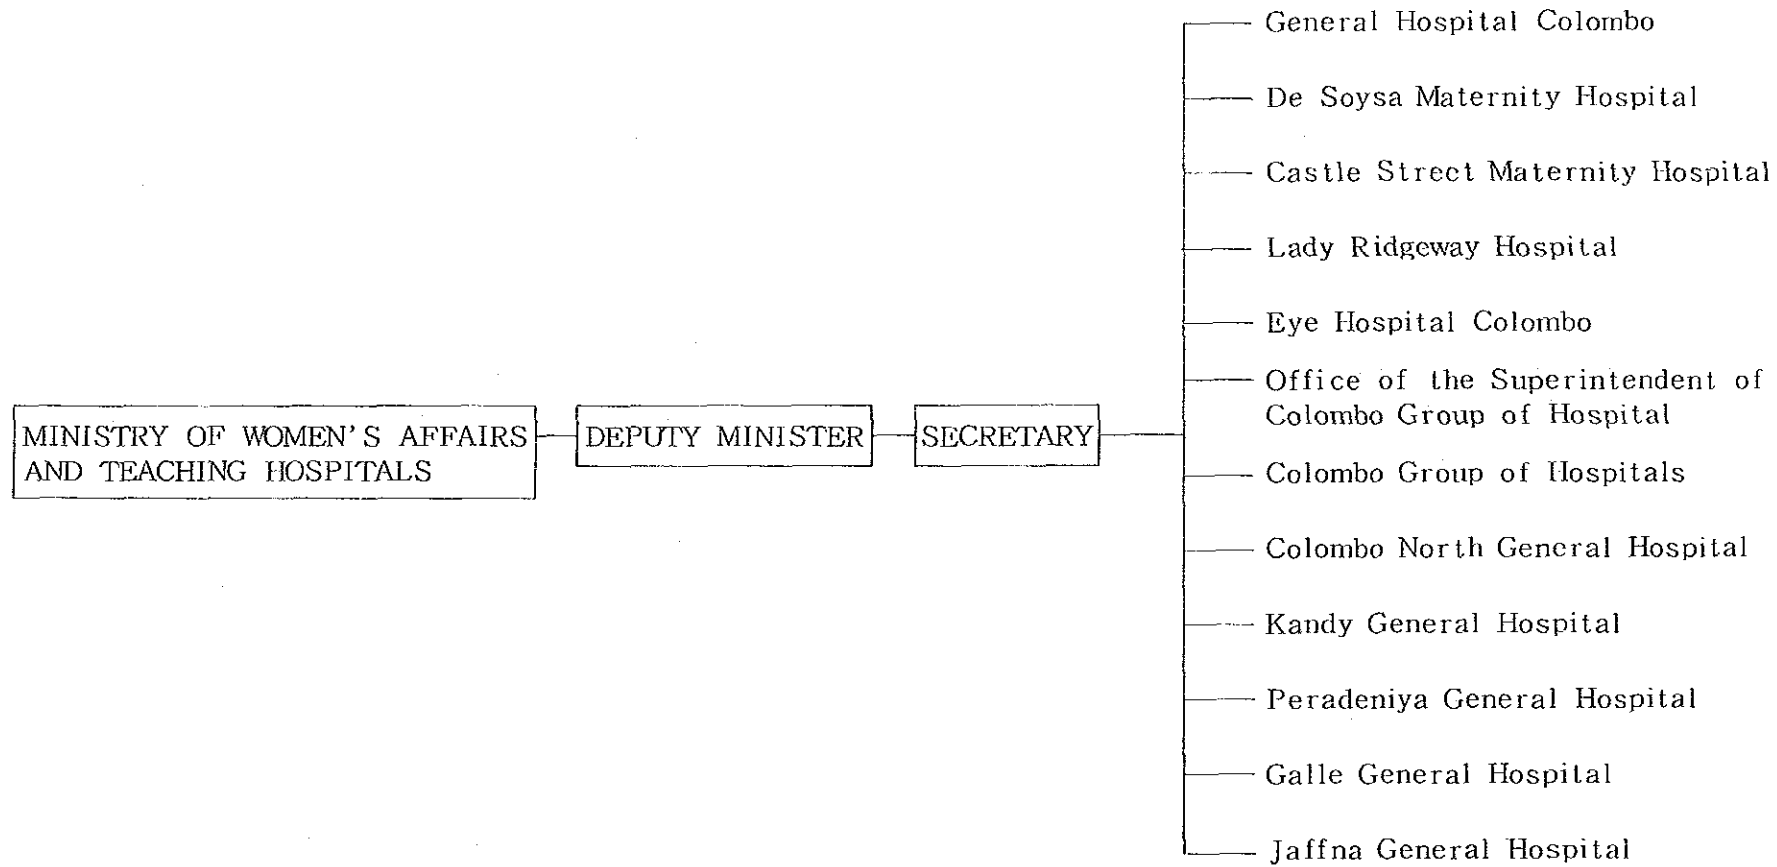 General Hospital Colombo
De Soysa Maternity Hospital
Castle Street Maternity Hospital
Lady Ridgeway Hospital
Eye Hospital Colombo
Office of the Superintendent of
Colombo Group of Hospital
MINISTRY OF WOMEN'S AFFAIRS
AND TEACHING HOSPITALS
DEPUTY MINISTER
SECRETARY
Colombo Group of Hospitals
Colombo North General Hospital
Kandy General Hospital
Peradeniya General Hospital
Galle General Hospital
Jaffna General Hospital